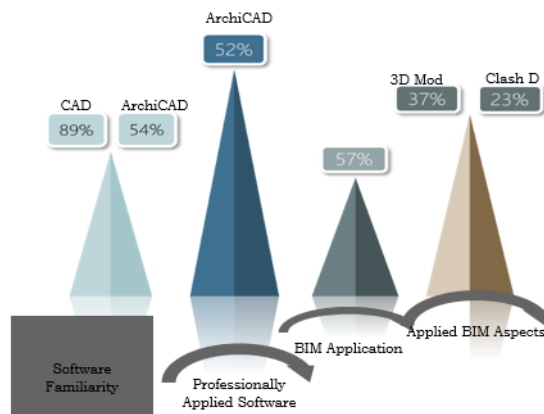 ArchiCAD
52%
CAD
ArchiCAD
89%
54%
3D Mod
Clash D
37%
23%
57%
Software
Familiarity
Professionally
Applied Software
BIM Application
Applied BIM Aspects